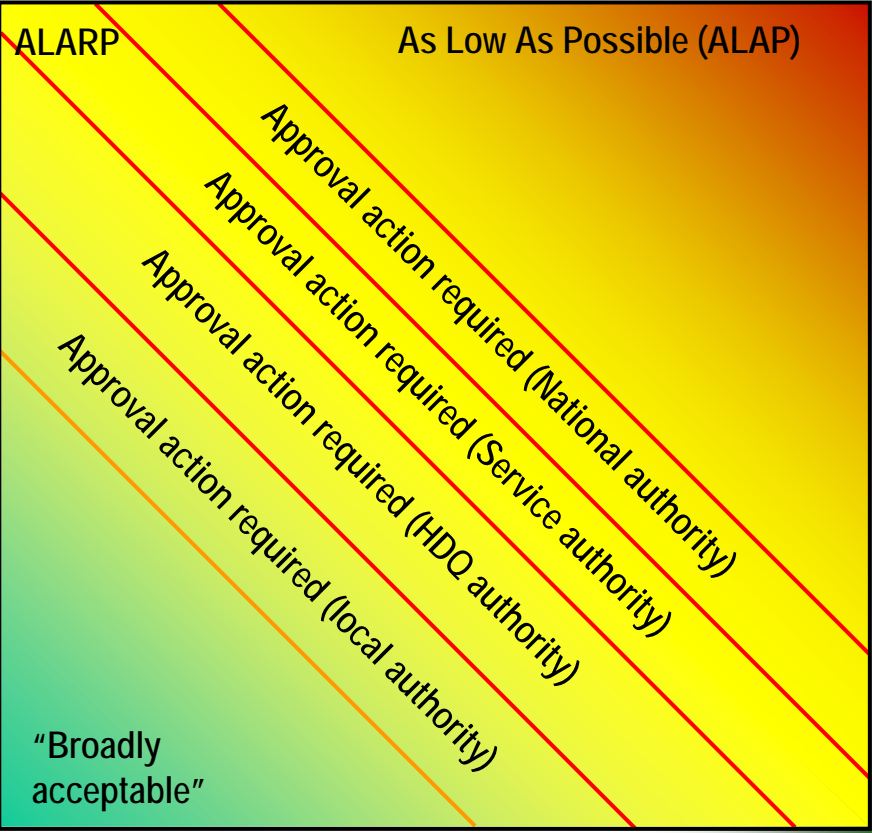 ALARP
As Low As Possible (ALAP)
Approval action required (National authority)
Approval action required (Service authority)
Approval action required (HDQ authority)
Approval action required (local authority)
“Broadly
acceptable”